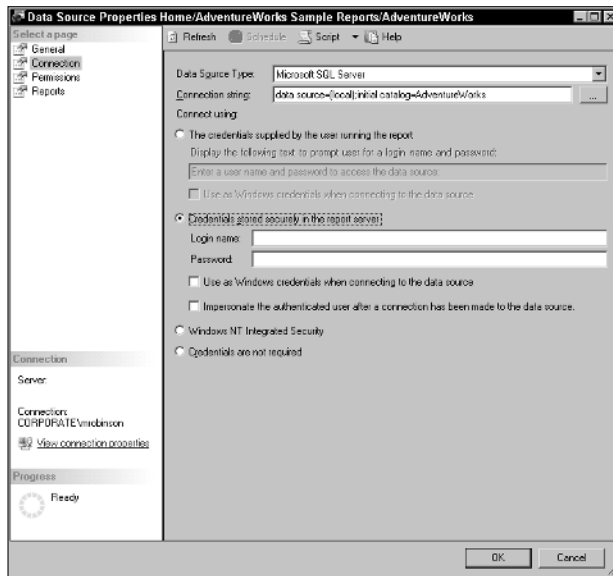 Data Source Properties Home/AdventureWorks Sample Reports/AdventureWorks
Select a page
General
Connection
Permissions
Reports
Refresh Schedule Script Help
Data Source Type: Microsoft SQL Server
Connection string: data source=(local);initial catalog=AdventureWorks ...
Connect using:
The credentials supplied by the user running the report
Display the following text to prompt user for a login name and password:
Enter a user name and password to access the data source:
Use as Windows credentials when connecting to the data source
Credentials stored securely in the report server
Login name:
Password:
Use as Windows credentials when connecting to the data source
Impersonate the authenticated user after a connection has been made to the data source.
Windows NT Integrated Security
Credentials are not required
Connection
Server:
Connection:
CORPORATE\mrobinson
View connection properties
Progress
Ready
OK Cancel